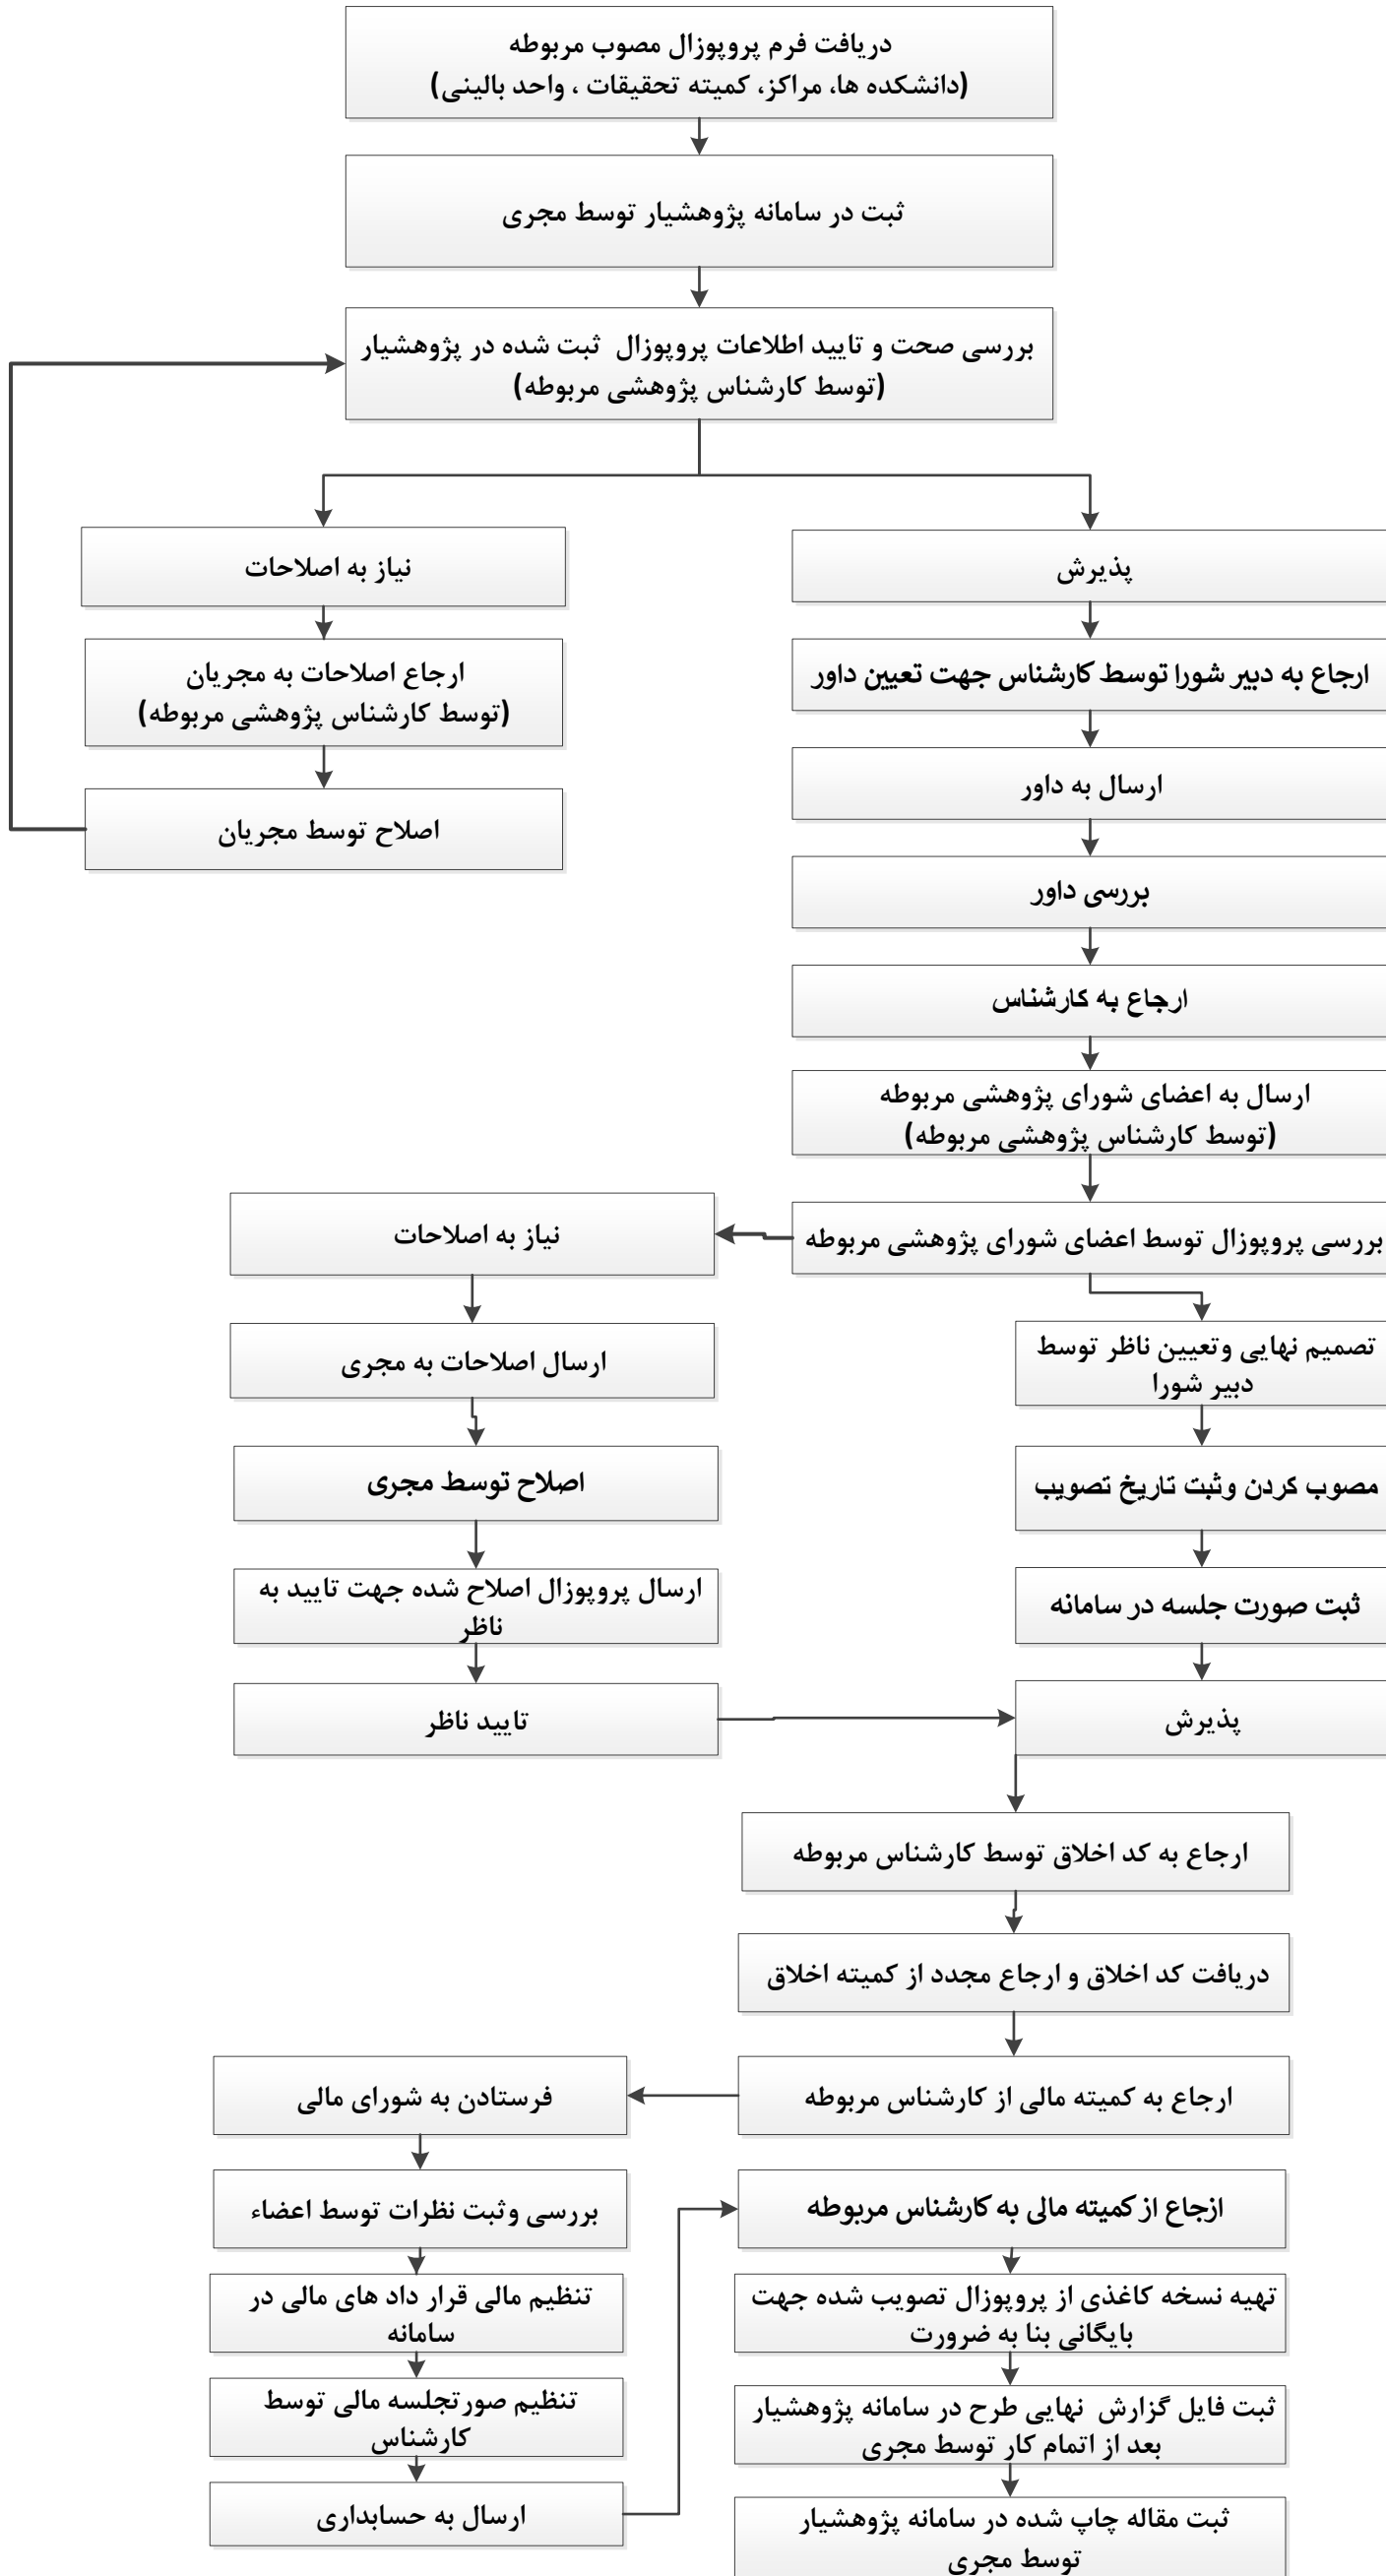 دریافت فرم پروپوزال مصوب مربوطه
(دانشکده ها، مراکز، کمیته تحقیقات ، واحد بالینی)
ثبت در سامانه پژوهشیار توسط مجری
بررسی صحت و تایید اطلاعات پروپوزال ثبت شده در پژوهشیار
(توسط کارشناس پژوهشی مربوطه)
پذیرش
ارجاع به دبیر شورا توسط کارشناس جهت تعیین داور
ارسال به داور
بررسی داور
ارجاع به کارشناس
ارسال به اعضای شورای پژوهشی مربوطه
(توسط کارشناس پژوهشی مربوطه)
بررسی پروپوزال توسط اعضای شورای پژوهشی مربوطه
نیاز به اصلاحات
ارجاع اصلاحات به مجریان
(توسط کارشناس پژوهشی مربوطه)
اصلاح توسط مجریان
تصمیم نهایی وتعیین ناظر توسط
دبیر شورا
مصوب کردن وثبت تاریخ تصویب
ثبت صورت جلسه در سامانه
پذیرش
نیاز به اصلاحات
ارسال اصلاحات به مجری
اصلاح توسط مجری
ارسال پروپوزال اصلاح شده جهت تایید به
ناظر
تایید ناظر
ارجاع به کد اخلاق توسط کارشناس مربوطه
دریافت کد اخلاق و ارجاع مجدد از کمیته اخلاق
ارجاع به کمیته مالی از کارشناس مربوطه
فرستادن به شورای مالی
بررسی وثبت نظرات توسط اعضاء
تنظیم مالی قرار داد های مالی در
سامانه
تنظیم صورتجلسه مالی توسط
کارشناس
ارسال به حسابداری
ازجاع از کمیته مالی به کارشناس مربوطه
تهیه نسخه کاغذی از پروپوزال تصویب شده جهت
بایگانی بنا به ضرورت
ثبت فایل گزارش نهایی طرح در سامانه پژوهشیار
بعد از اتمام کار توسط مجری
ثبت مقاله چاپ شده در سامانه پژوهشیار
توسط مجری